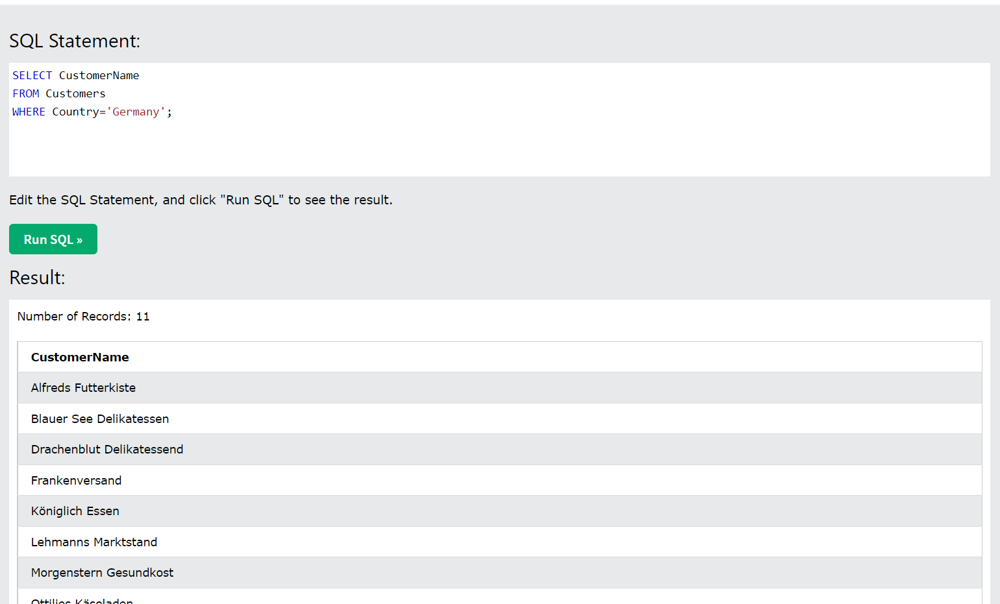 SQL Statement:
SELECT CustomerName
FROM Customers
WHERE Country='Germany';
Edit the SQL Statement, and click "Run SQL" to see the result.
Run SQL »
Result:
Number of Records: 11
CustomerName
Alfreds Futterkiste
Blauer See Delikatessen
Drachenblut Delikatessend
Frankenversand
Königlich Essen
Lehmanns Marktstand
Morgenstern Gesundkost
Ottilies Käseladen